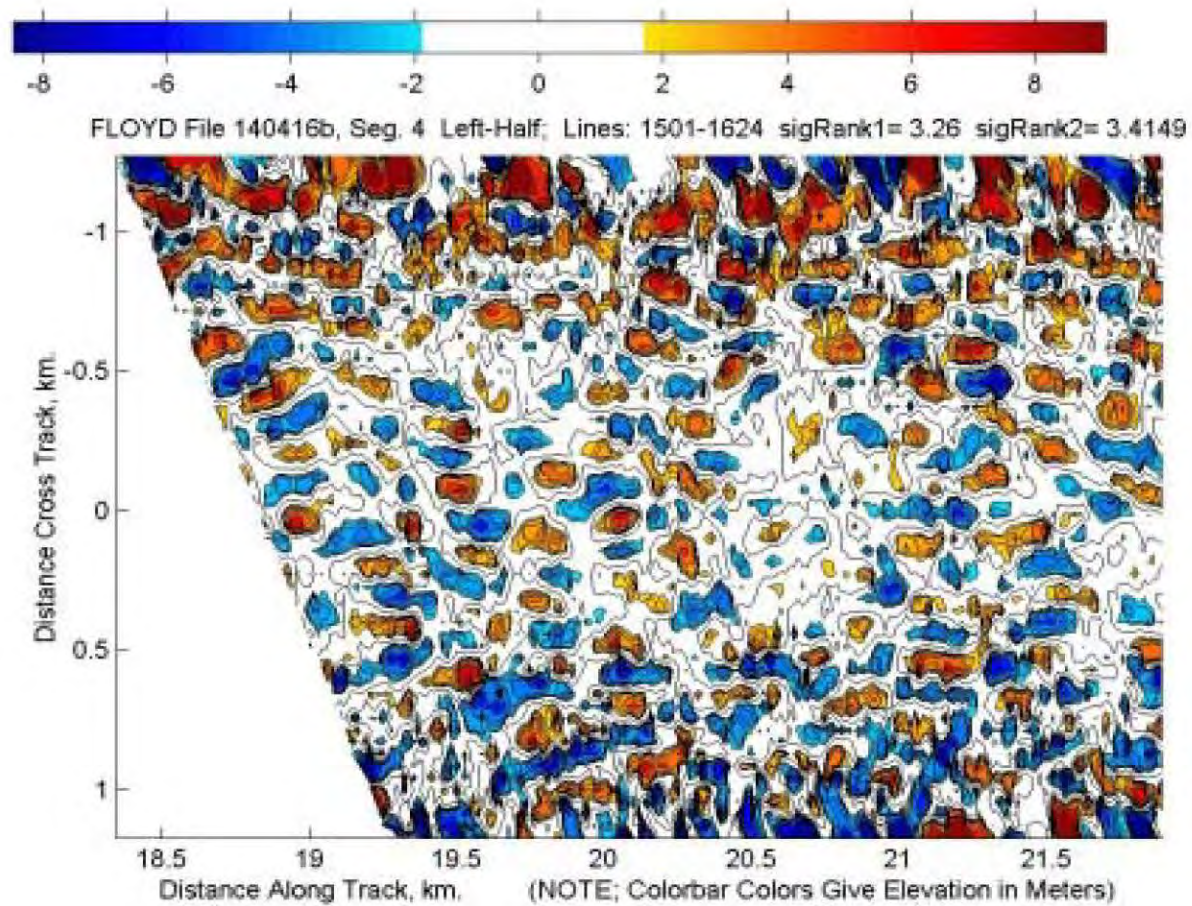 -8 -6 -4 -2 0 2 4 6 8
FLOYD File 140416b, Seg. 4 Left-Half; Lines: 1501-1624 sigRank1= 3.26 sigRank2= 3.4149
Distance Cross Track, km.
-1
-0.5
0
0.5
1
18.5 19 19.5 20 20.5 21 21.5
Distance Along Track, km. (NOTE; Colorbar Colors Give Elevation in Meters)